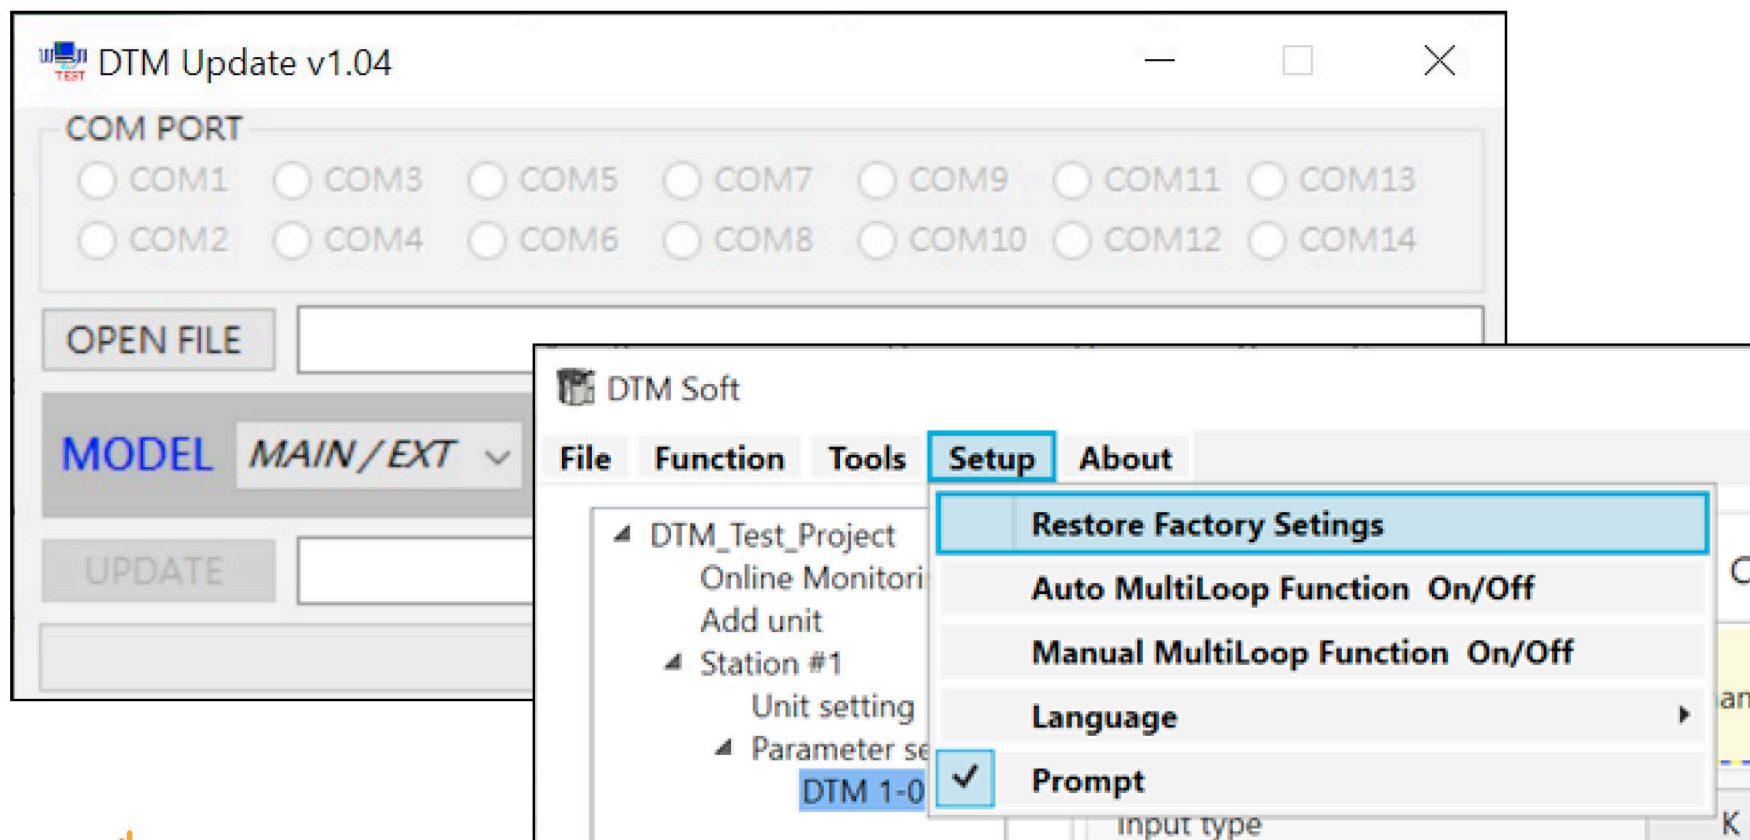 DTM Update v1.04
TEST
COM PORT
COM1 COM3 COM5 COM7 COM9 COM11 COM13
COM2 COM4 COM6 COM8 COM10 COM12 COM14
OPEN FILE
MODEL MAIN/EXT
UPDATE
DTM Soft
File Function Tools Setup About
DTM_Test_Project
Online Monitori
Add unit
Station #1
Unit setting
Parameter se
DTM 1-0
Restore Factory Setings
Auto MultiLoop Function On/Off
Manual MultiLoop Function On/Off
Language
Prompt
Input type
K